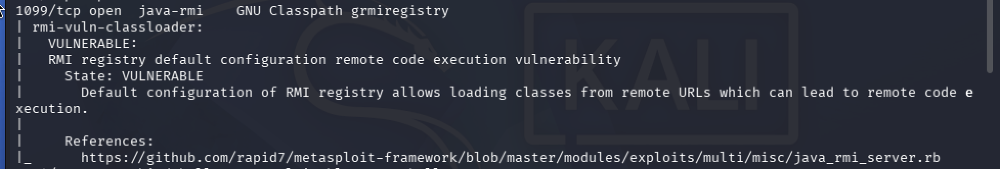 1099/tcp open  java-rmi    GNU Classpath grmiregistry
| rmi-vuln-classloader:
|   VULNERABLE:
|   RMI registry default configuration remote code execution vulnerability
|     State: VULNERABLE
|       Default configuration of RMI registry allows loading classes from remote URLs which can lead to remote code e
xecution.
|
|     References:
|_      https://github.com/rapid7/metasploit-framework/blob/master/modules/exploits/multi/misc/java_rmi_server.rb
KALI